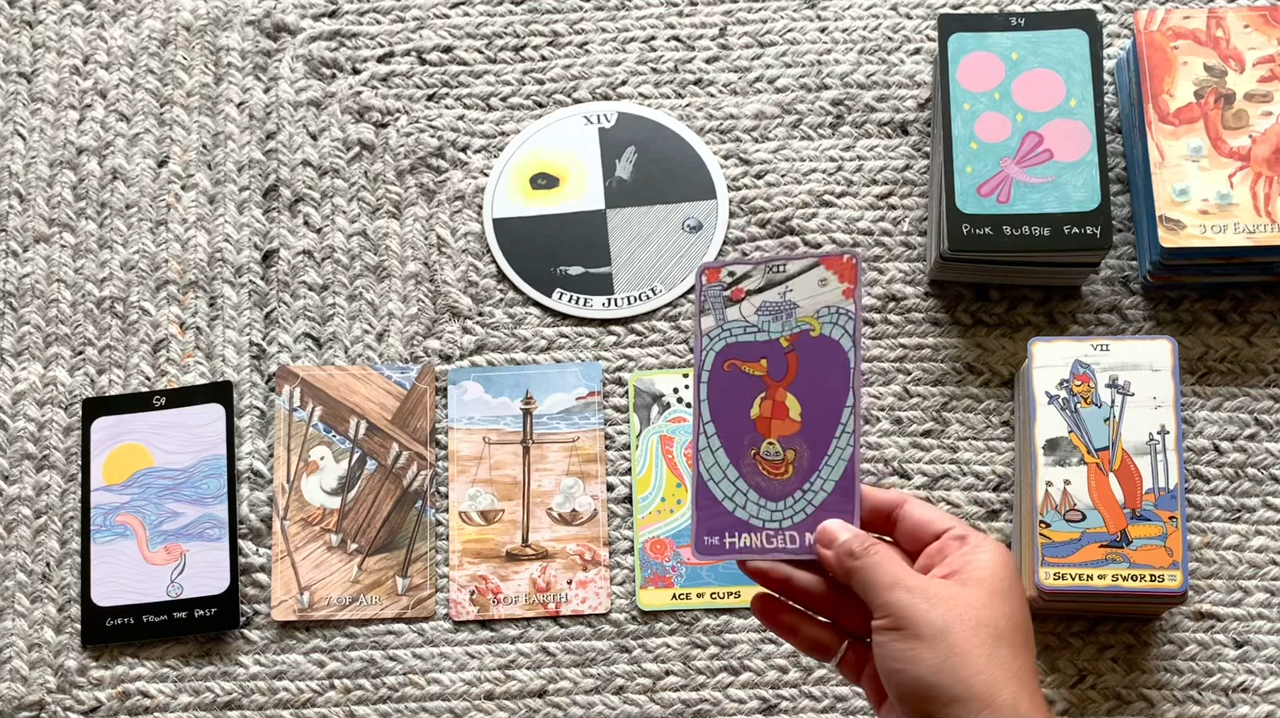 34
PINK BUBBLE FAIRY
3 OF EARTH
XIV
THE JUDGE
XII
THE HANGED
VII
SEVEN OF SWORDS
59
GIFTS FROM THE PAST
7 OF AIR
6 OF EARTH
ACE OF CUPS